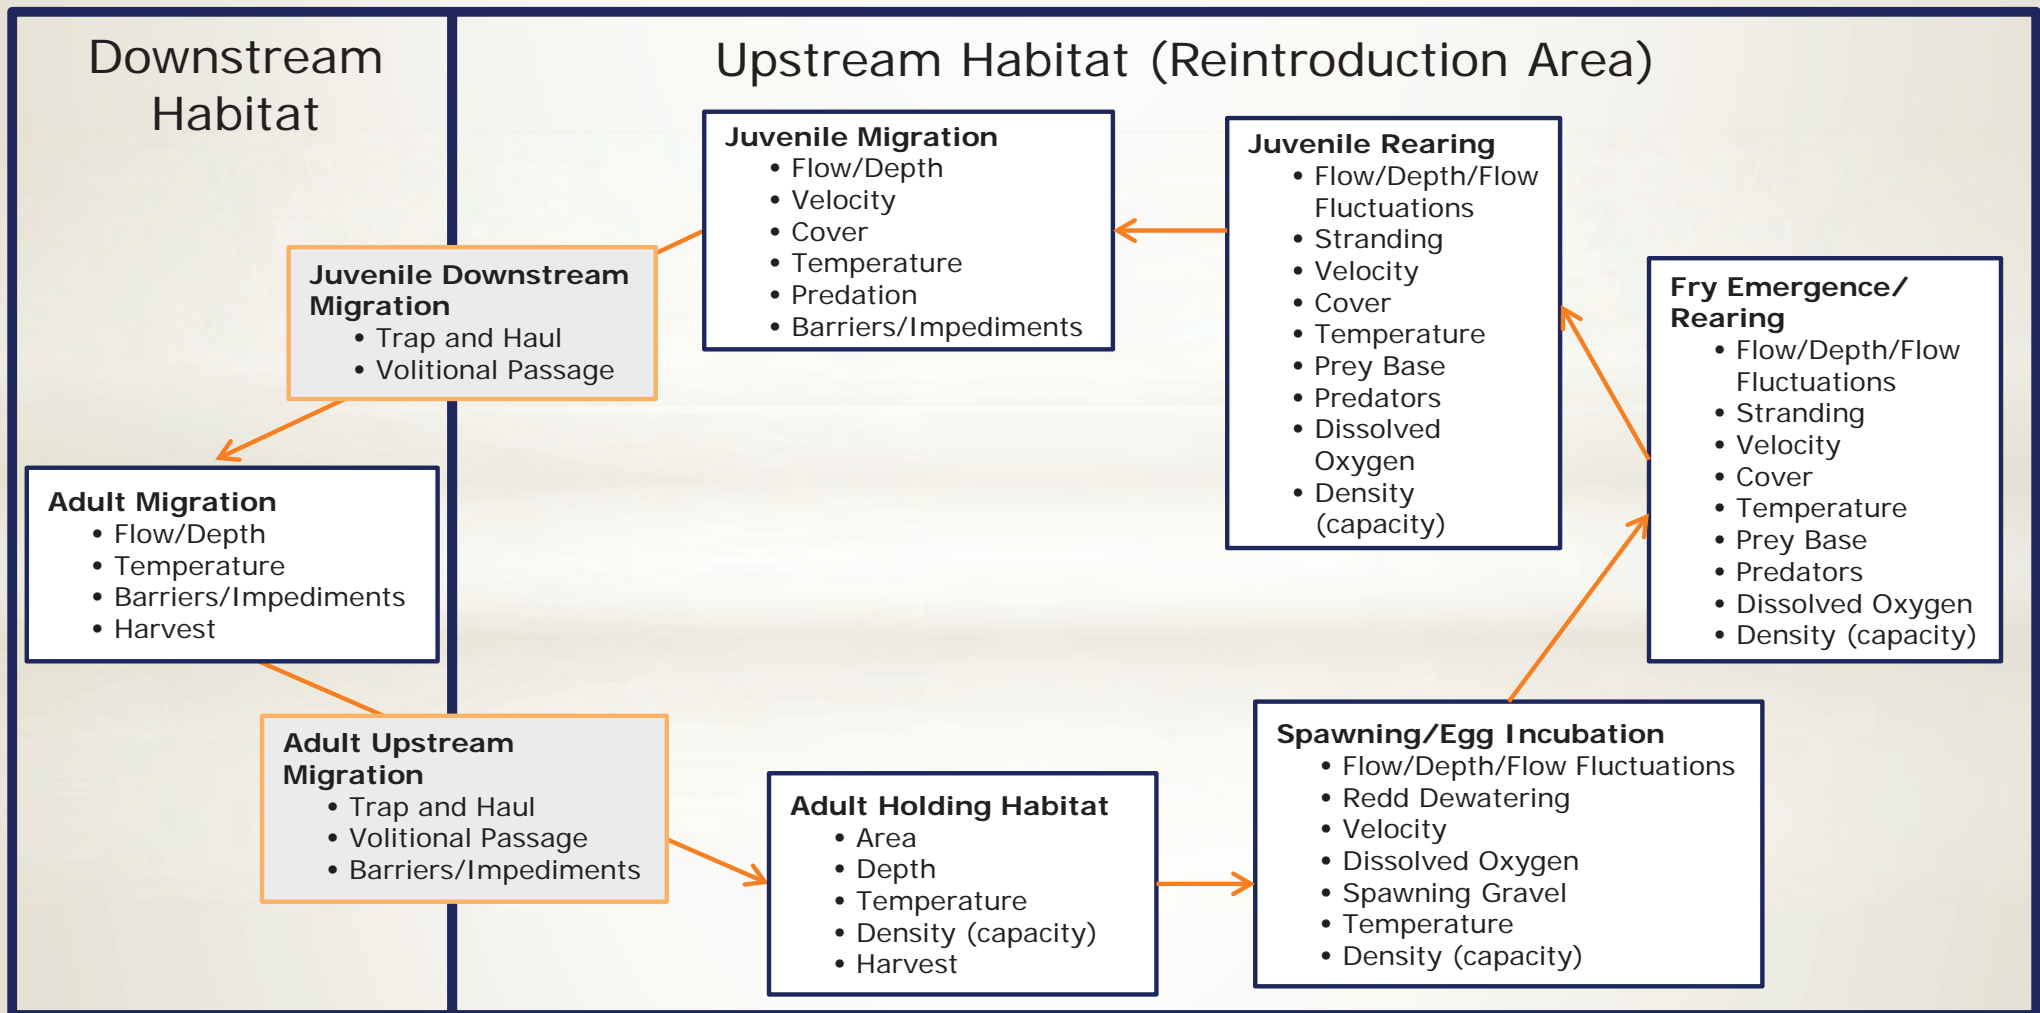 Downstream
Habitat
Upstream Habitat (Reintroduction Area)
Juvenile Migration
• Flow/Depth
• Velocity
• Cover
• Temperature
• Predation
• Barriers/Impediments
Juvenile Rearing
• Flow/Depth/Flow
Fluctuations
• Stranding
• Velocity
• Cover
• Temperature
• Prey Base
• Predators
• Dissolved
Oxygen
• Density
(capacity)
Fry Emergence/
Rearing
• Flow/Depth/Flow
Fluctuations
• Stranding
• Velocity
• Cover
• Temperature
• Prey Base
• Predators
• Dissolved Oxygen
• Density (capacity)
Juvenile Downstream
Migration
• Trap and Haul
• Volitional Passage
Adult Migration
• Flow/Depth
• Temperature
• Barriers/Impediments
• Harvest
Adult Upstream
Migration
• Trap and Haul
• Volitional Passage
• Barriers/Impediments
Adult Holding Habitat
• Area
• Depth
• Temperature
• Density (capacity)
• Harvest
Spawning/Egg Incubation
• Flow/Depth/Flow Fluctuations
• Redd Dewatering
• Velocity
• Dissolved Oxygen
• Spawning Gravel
• Temperature
• Density (capacity)